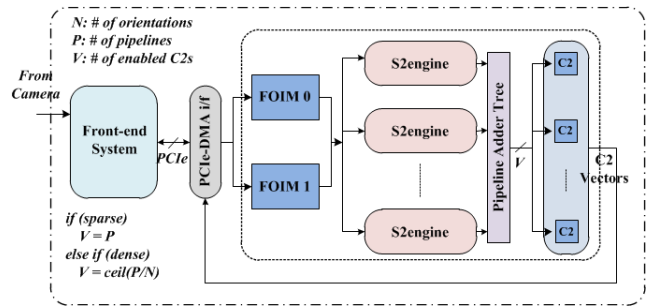 N: # of orientations
P: # of pipelines
V: # of enabled C2s
From
Camera
Front-end
System
PCIe
PCIe-DMA i/f
FOIM 0
FOIM 1
S2engine
S2engine
S2engine
Pipeline Adder Tree
V
C2
C2
C2
C2
Vectors
if (sparse)
V = P
else if (dense)
V = ceil(P/N)